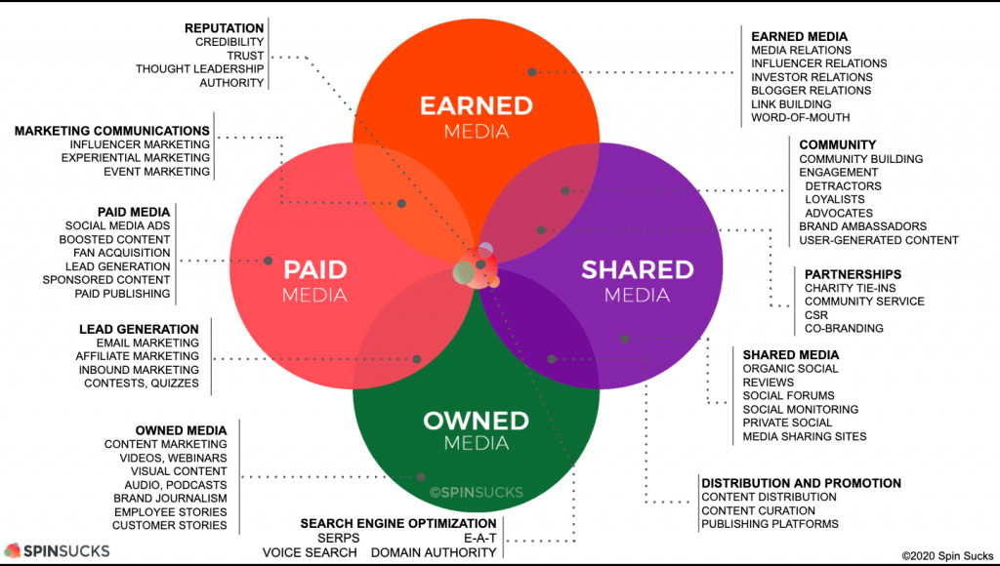 REPUTATION
CREDIBILITY
TRUST
THOUGHT LEADERSHIP
AUTHORITY
MARKETING COMMUNICATIONS
INFLUENCER MARKETING
EXPERIENTIAL MARKETING
EVENT MARKETING
PAID MEDIA
SOCIAL MEDIA ADS
BOOSTED CONTENT
FAN ACQUISITION
LEAD GENERATION
SPONSORED CONTENT
PAID PUBLISHING
LEAD GENERATION
EMAIL MARKETING
AFFILIATE MARKETING
INBOUND MARKETING
CONTESTS, QUIZZES
OWNED MEDIA
CONTENT MARKETING
VIDEOS, WEBINARS
VISUAL CONTENT
AUDIO, PODCASTS
BRAND JOURNALISM
EMPLOYEE STORIES
CUSTOMER STORIES
EARNED
MEDIA
PAID
MEDIA
SHARED
MEDIA
OWNED
MEDIA
©SPINSUCKS
EARNED MEDIA
MEDIA RELATIONS
INFLUENCER RELATIONS
INVESTOR RELATIONS
BLOGGER RELATIONS
LINK BUILDING
WORD-OF-MOUTH
COMMUNITY
COMMUNITY BUILDING
ENGAGEMENT
DETRACTORS
LOYALISTS
ADVOCATES
BRAND AMBASSADORS
USER-GENERATED CONTENT
PARTNERSHIPS
CHARITY TIE-INS
COMMUNITY SERVICE
CSR
CO-BRANDING
SHARED MEDIA
ORGANIC SOCIAL
REVIEWS
SOCIAL FORUMS
SOCIAL MONITORING
PRIVATE SOCIAL
MEDIA SHARING SITES
DISTRIBUTION AND PROMOTION
CONTENT DISTRIBUTION
CONTENT CURATION
PUBLISHING PLATFORMS
SEARCH ENGINE OPTIMIZATION
SERPS E-A-T
VOICE SEARCH DOMAIN AUTHORITY
SPINSUCKS
©2020 Spin Sucks